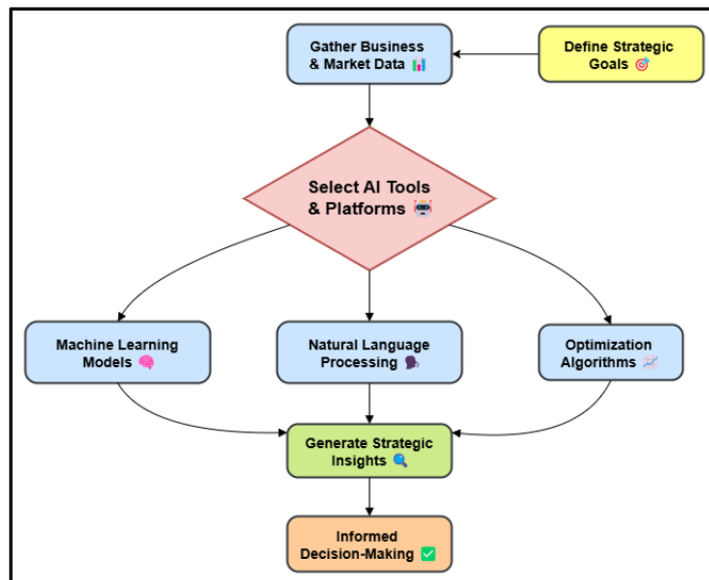 Gather Business
& Market Data 📊
Define Strategic
Goals 🎯
Select AI Tools
& Platforms 🤖
Machine Learning
Models 🧠
Natural Language
Processing 🗣️
Optimization
Algorithms 📈
Generate Strategic
Insights 🔍
Informed
Decision-Making ✅